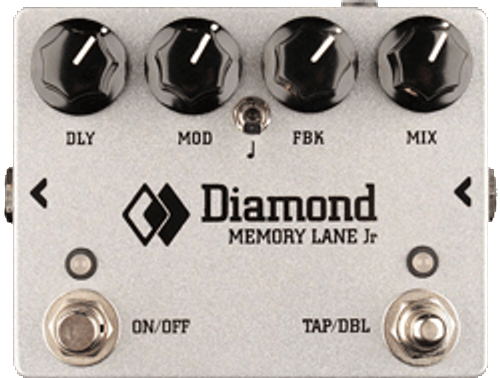 DLY MOD FBK MIX
Diamond
MEMORY LANE Jr
ON/OFF TAP/DBL